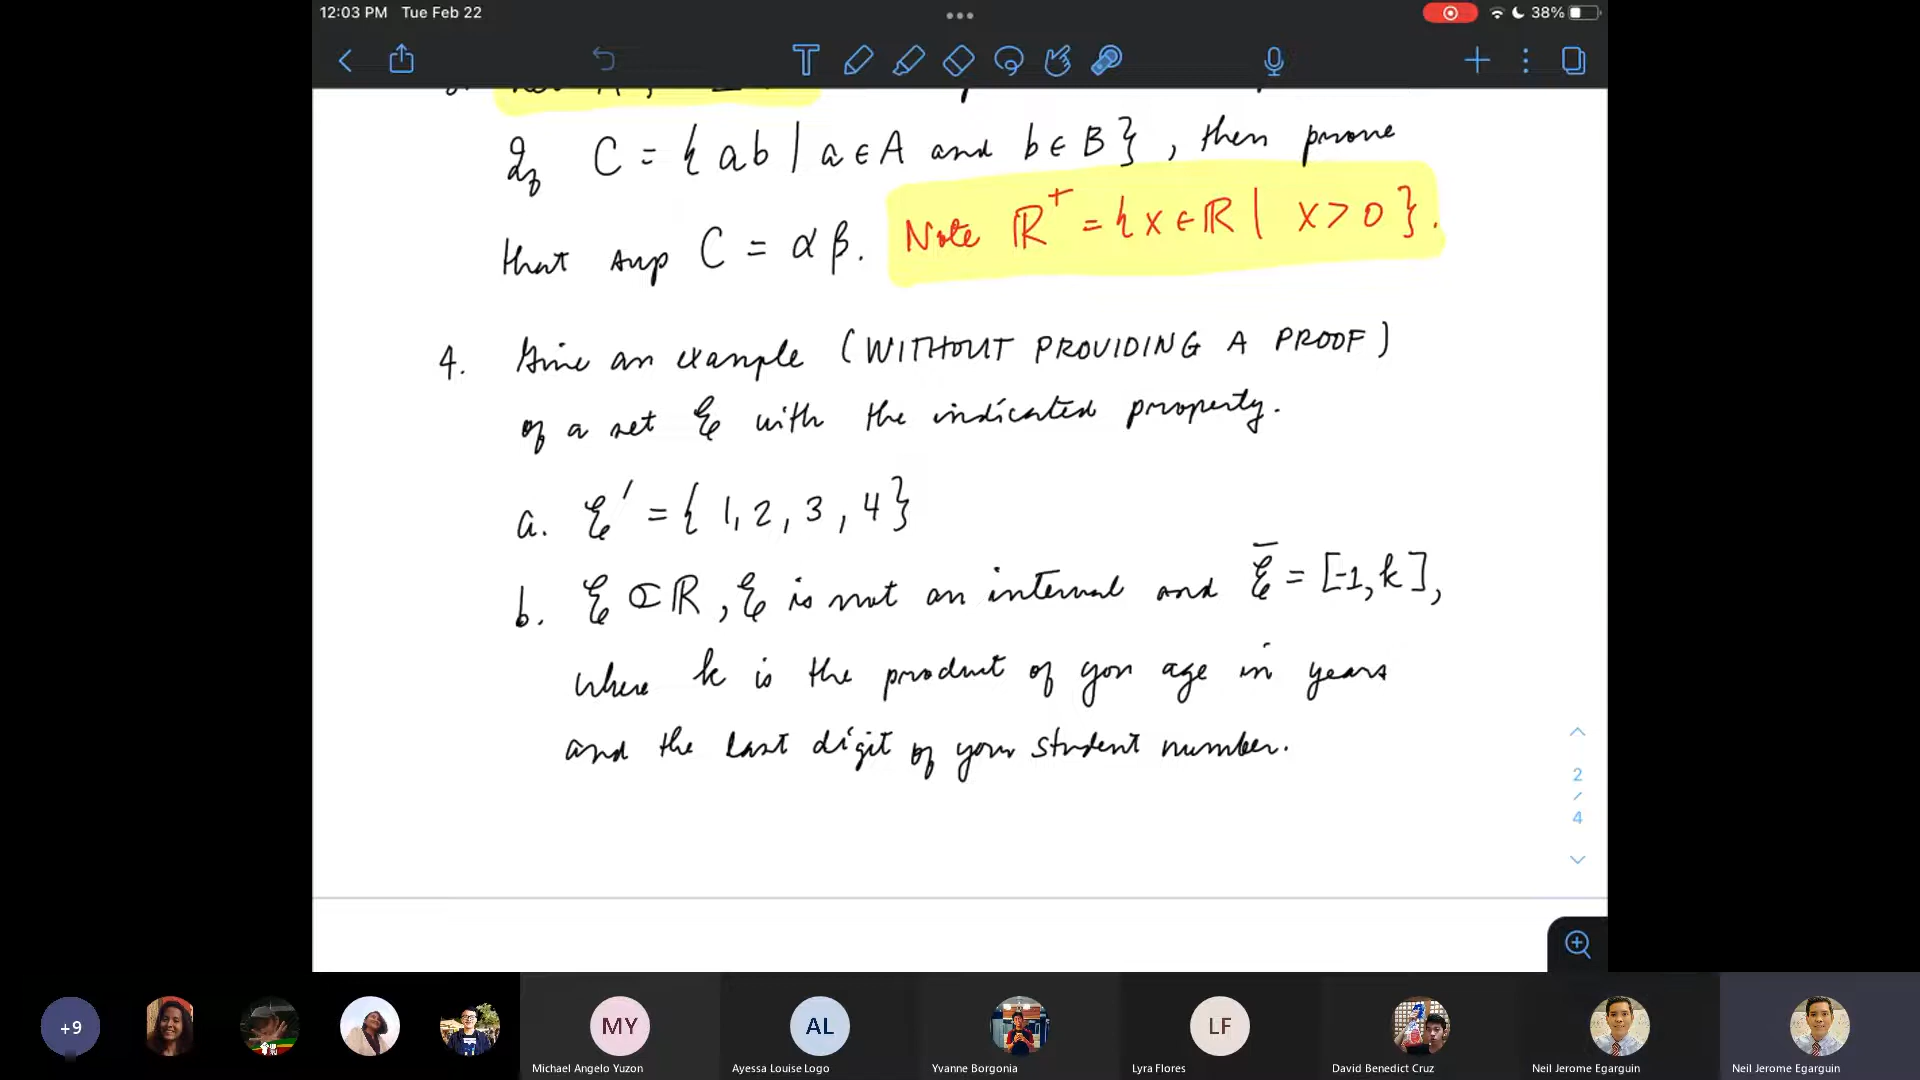 12:03 PM Tue Feb 22
38%
If C = { ab | a ∈ A and b ∈ B } , then prove
that sup C = α β. Note ℝ⁺ = { x ∈ ℝ | x > 0 }.
4. Give an example (WITHOUT PROVIDING A PROOF)
of a set E with the indicated property.
a. E′ = { 1, 2, 3, 4 }
b. E ⊂ ℝ, E is not an interval and E̅ = [-1, k],
where k is the product of your age in years
and the last digit of your student number.
2
/
4
+9
MY
AL
LF
Michael Angelo Yuzon
Ayessa Louise Logo
Yvanne Borgonia
Lyra Flores
David Benedict Cruz
Neil Jerome Egarguin
Neil Jerome Egarguin